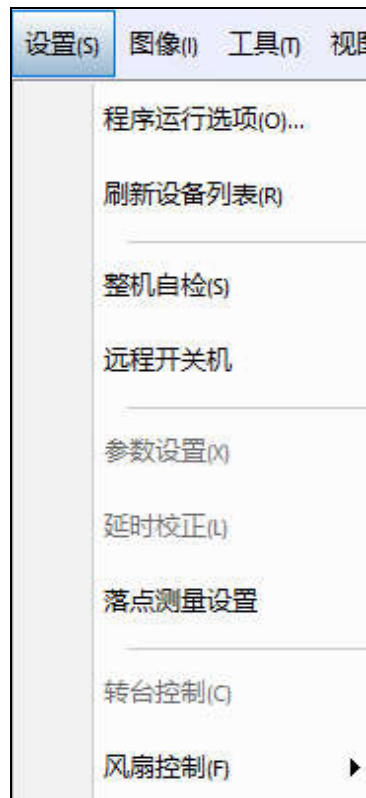 设置(S) 图像(I) 工具(T) 视图
程序运行选项(O)...
刷新设备列表(R)
整机自检(S)
远程开关机
参数设置(X)
延时校正(L)
落点测量设置
转台控制(C)
风扇控制(F)